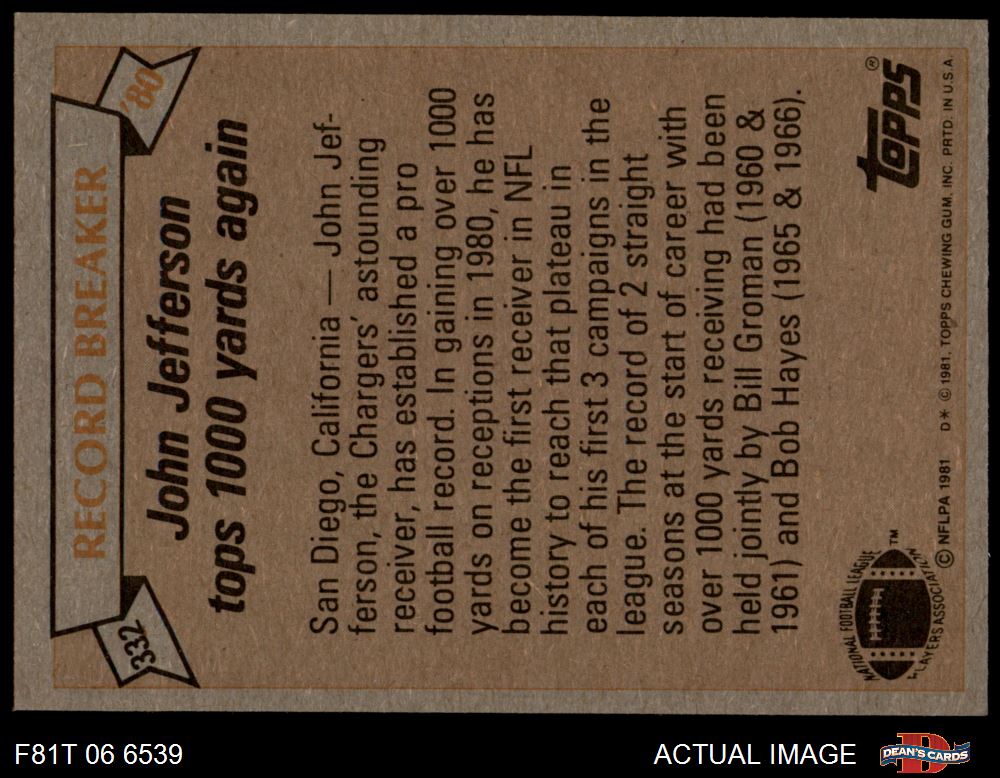 RECORD BREAKER
332
'80
John Jefferson
tops 1000 yards again
San Diego, California — John Jef-
ferson, the Chargers' astounding
receiver, has established a pro
football record. In gaining over 1000
yards on receptions in 1980, he has
become the first receiver in NFL
history to reach that plateau in
each of his first 3 campaigns in the
league. The record of 2 straight
seasons at the start of career with
over 1000 yards receiving had been
held jointly by Bill Groman (1960 &
1961) and Bob Hayes (1965 & 1966).
NATIONAL FOOTBALL LEAGUE
PLAYERS ASSOCIATION
TM
TOPPS®
© NFLPA 1981 D* © 1981, TOPPS CHEWING GUM, INC. PRTD. IN U.S.A.
F81T 06 6539
ACTUAL IMAGE
DEAN'S CARDS